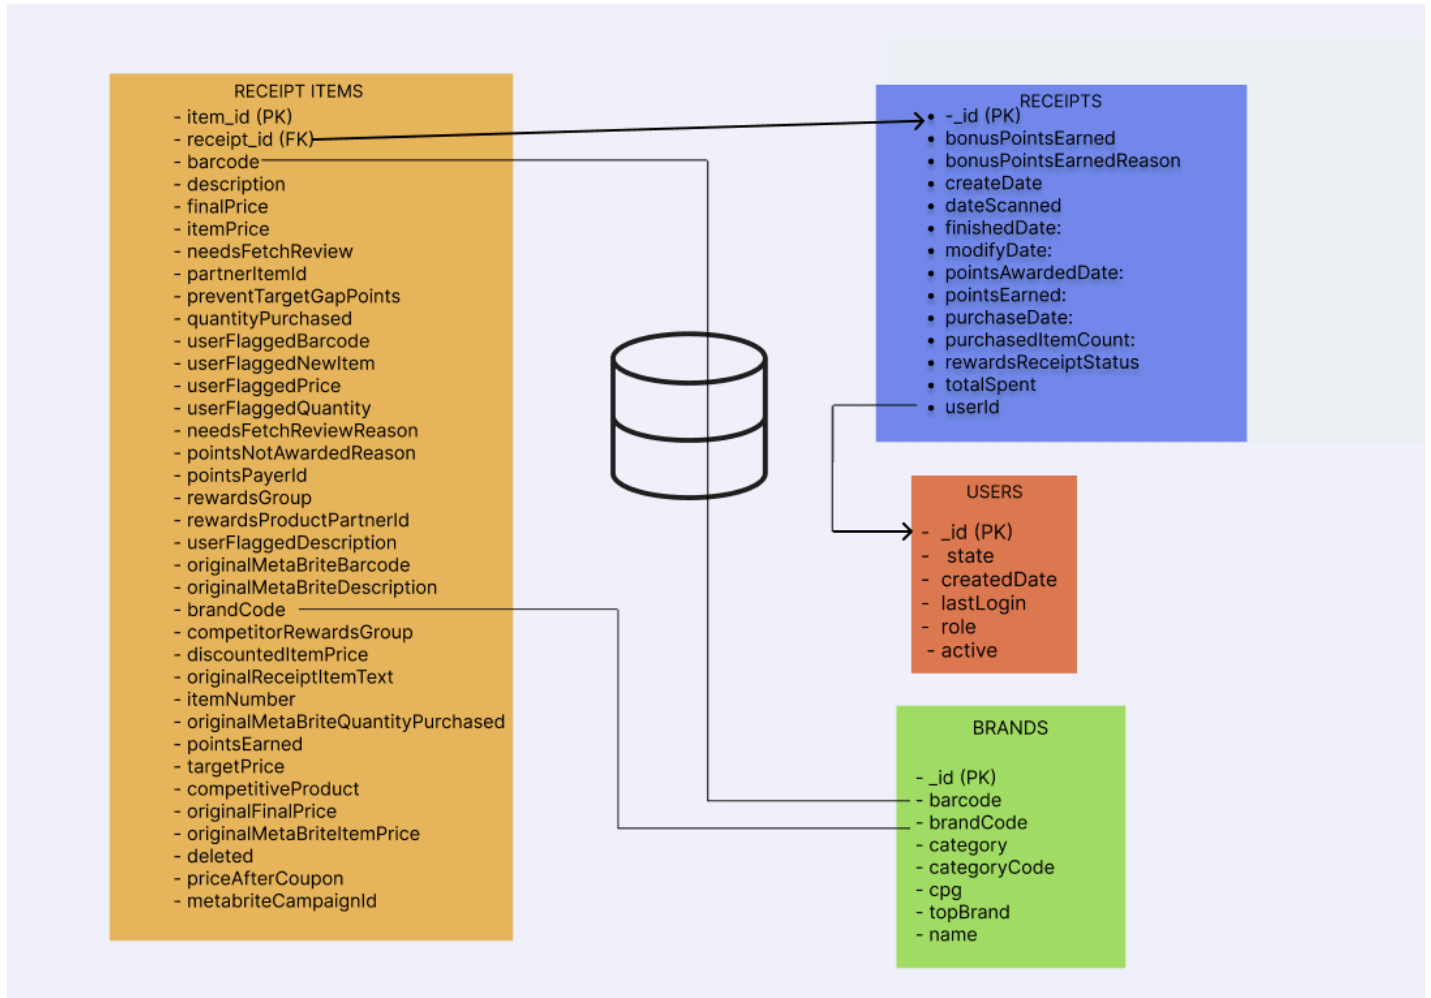 RECEIPT ITEMS
- item_id (PK)
- receipt_id (FK)
- barcode
- description
- finalPrice
- itemPrice
- needsFetchReview
- partnerItemId
- preventTargetGapPoints
- quantityPurchased
- userFlaggedBarcode
- userFlaggedNewItem
- userFlaggedPrice
- userFlaggedQuantity
- needsFetchReviewReason
- pointsNotAwardedReason
- pointsPayerId
- rewardsGroup
- rewardsProductPartnerId
- userFlaggedDescription
- originalMetaBriteBarcode
- originalMetaBriteDescription
- brandCode
- competitorRewardsGroup
- discountedItemPrice
- originalReceiptItemText
- itemNumber
- originalMetaBriteQuantityPurchased
- pointsEarned
- targetPrice
- competitiveProduct
- originalFinalPrice
- originalMetaBriteItemPrice
- deleted
- priceAfterCoupon
- metabriteCampaignId
RECEIPTS
• -_id (PK)
• bonusPointsEarned
• bonusPointsEarnedReason
• createDate
• dateScanned
• finishedDate:
• modifyDate:
• pointsAwardedDate:
• pointsEarned:
• purchaseDate:
• purchasedItemCount:
• rewardsReceiptStatus
• totalSpent
• userId
USERS
- _id (PK)
- state
- createdDate
- lastLogin
- role
- active
BRANDS
- _id (PK)
- barcode
- brandCode
- category
- categoryCode
- cpg
- topBrand
- name